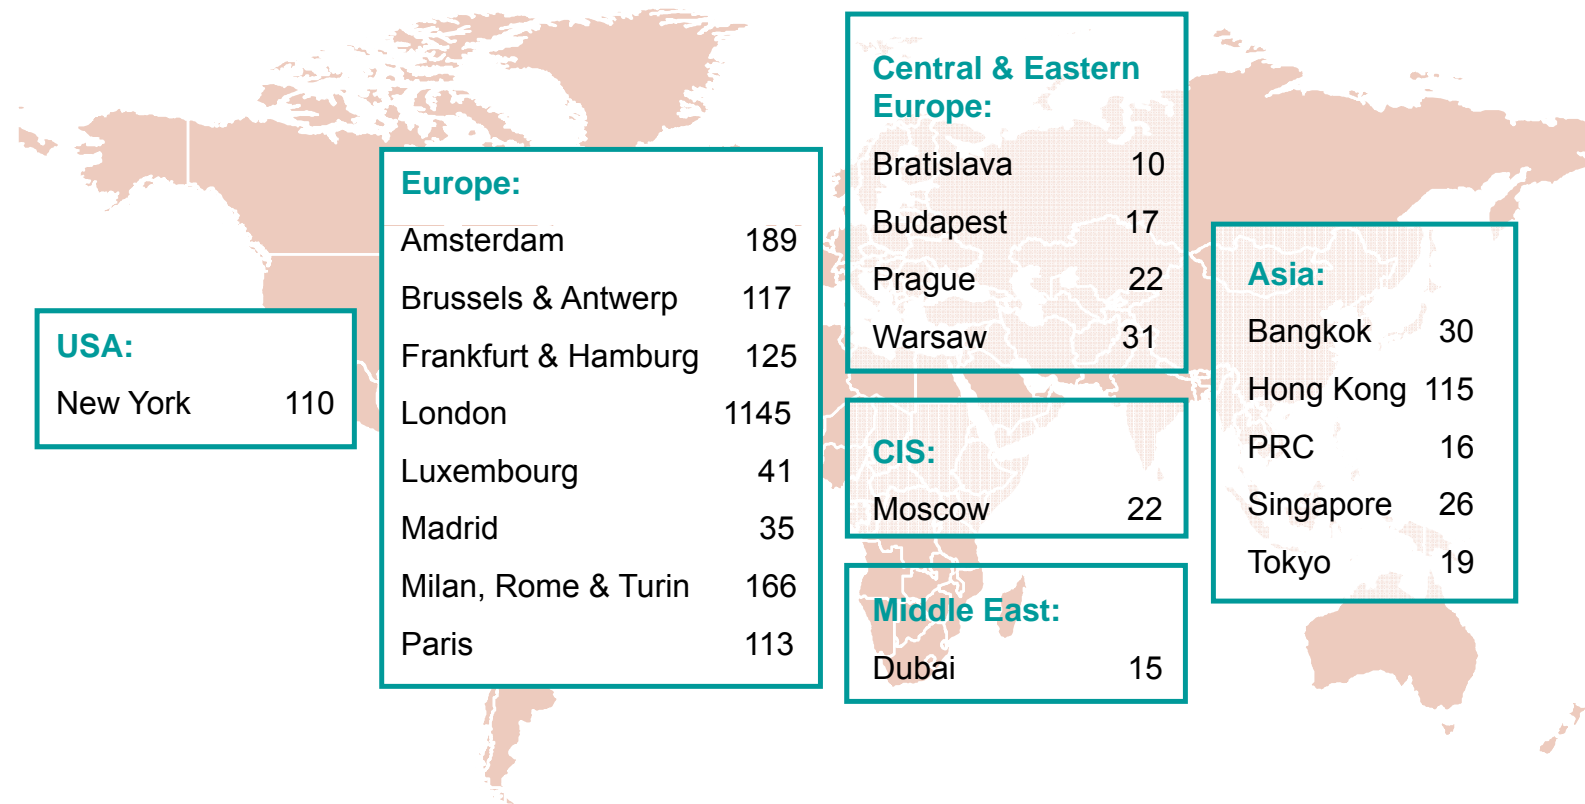 USA:
New York 110
Europe:
Amsterdam 189
Brussels & Antwerp 117
Frankfurt & Hamburg 125
London 1145
Luxembourg 41
Madrid 35
Milan, Rome & Turin 166
Paris 113
Central & Eastern
Europe:
Bratislava 10
Budapest 17
Prague 22
Warsaw 31
CIS:
Moscow 22
Middle East:
Dubai 15
Asia:
Bangkok 30
Hong Kong 115
PRC 16
Singapore 26
Tokyo 19